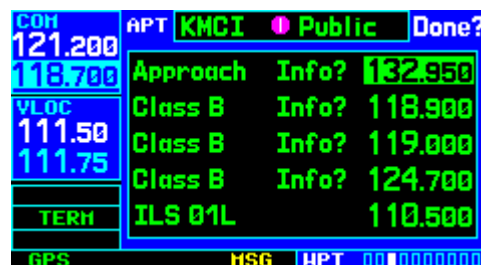 COM
121.200
118.700
VLOC
111.50
111.75
TERM
GPS
APT KMCI Public Done?
Approach Info? 132.950
Class B Info? 118.900
Class B Info? 119.000
Class B Info? 124.700
ILS 01L 110.500
MSG WPT